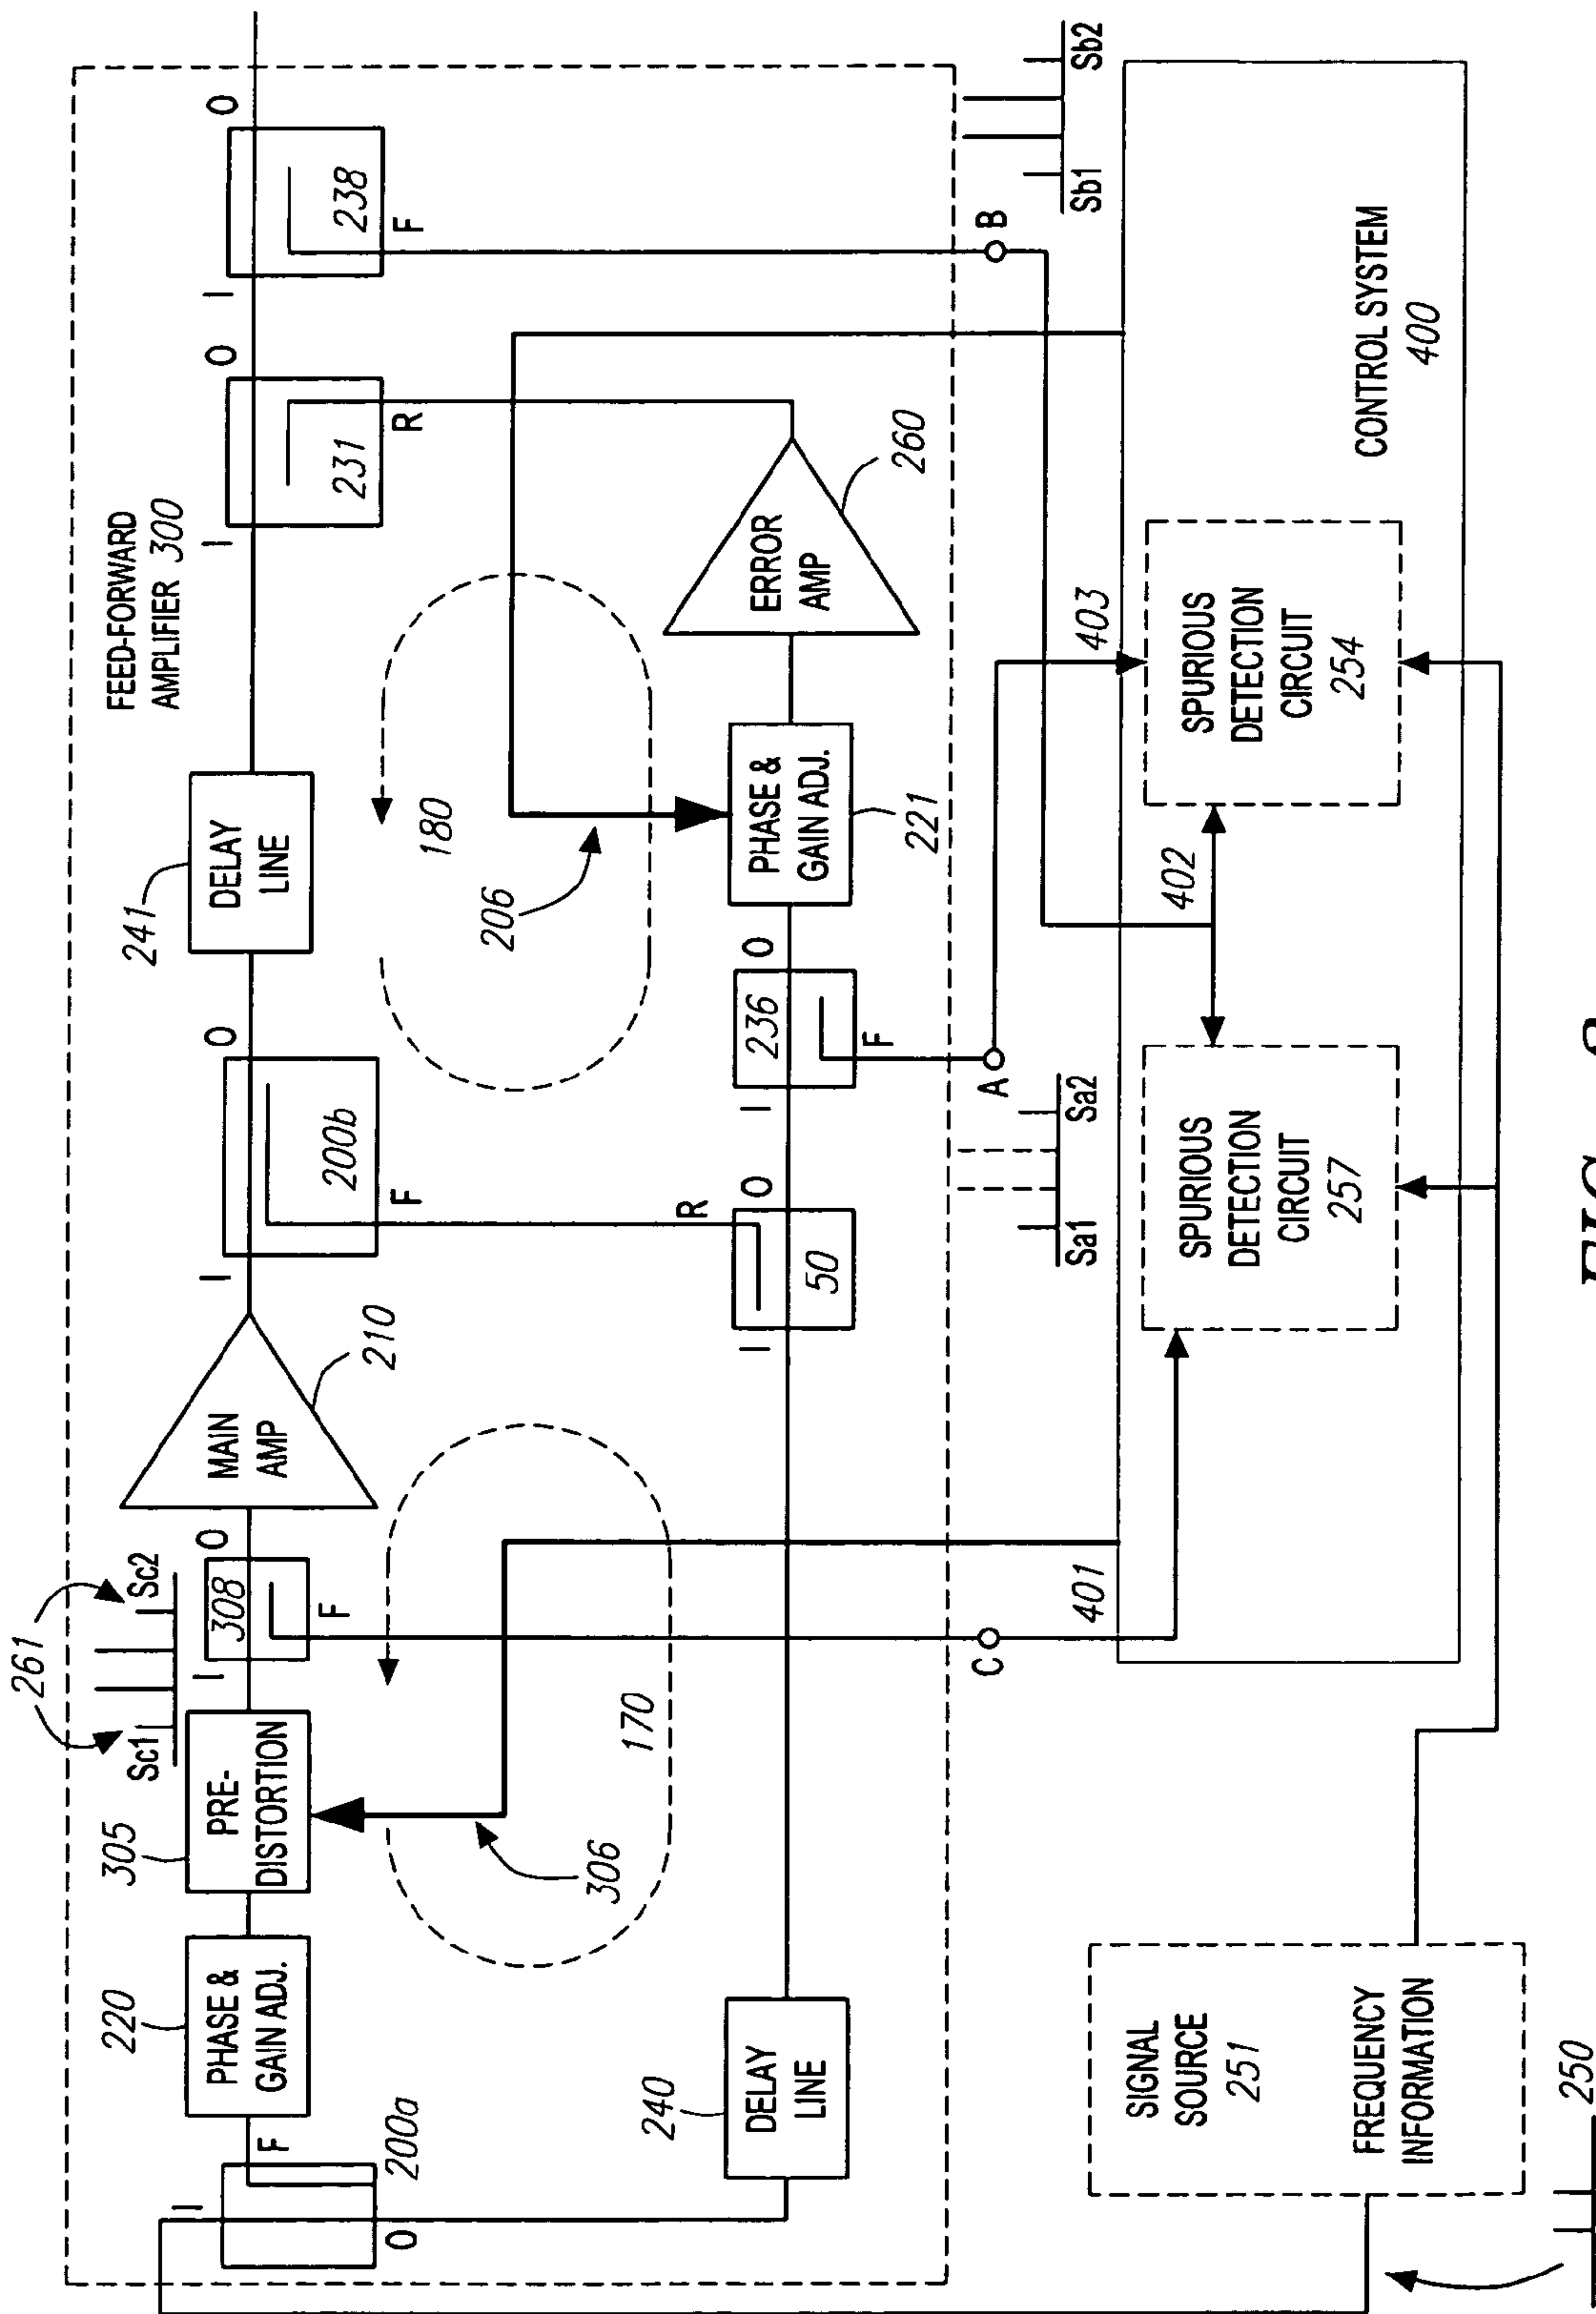 FEED-FORWARD
AMPLIFIER 300
261
Sc1
Sc2
220
PHASE &
GAIN ADJ.
305
PRE-
DISTORTION
I
308
O
F
MAIN
AMP
210
I
200b
O
F
241
DELAY
LINE
I
231
O
R
I
238
O
F
I
F
200a
O
306
170
206
180
240
DELAY
LINE
R
I
50
O
I
236
O
F
PHASE &
GAIN ADJ.
221
ERROR
AMP
260
C
A
B
Sa1
Sa2
Sb1
Sb2
401
402
403
SPURIOUS
DETECTION
CIRCUIT
257
SPURIOUS
DETECTION
CIRCUIT
254
CONTROL SYSTEM
400
SIGNAL
SOURCE
251
FREQUENCY
INFORMATION
250